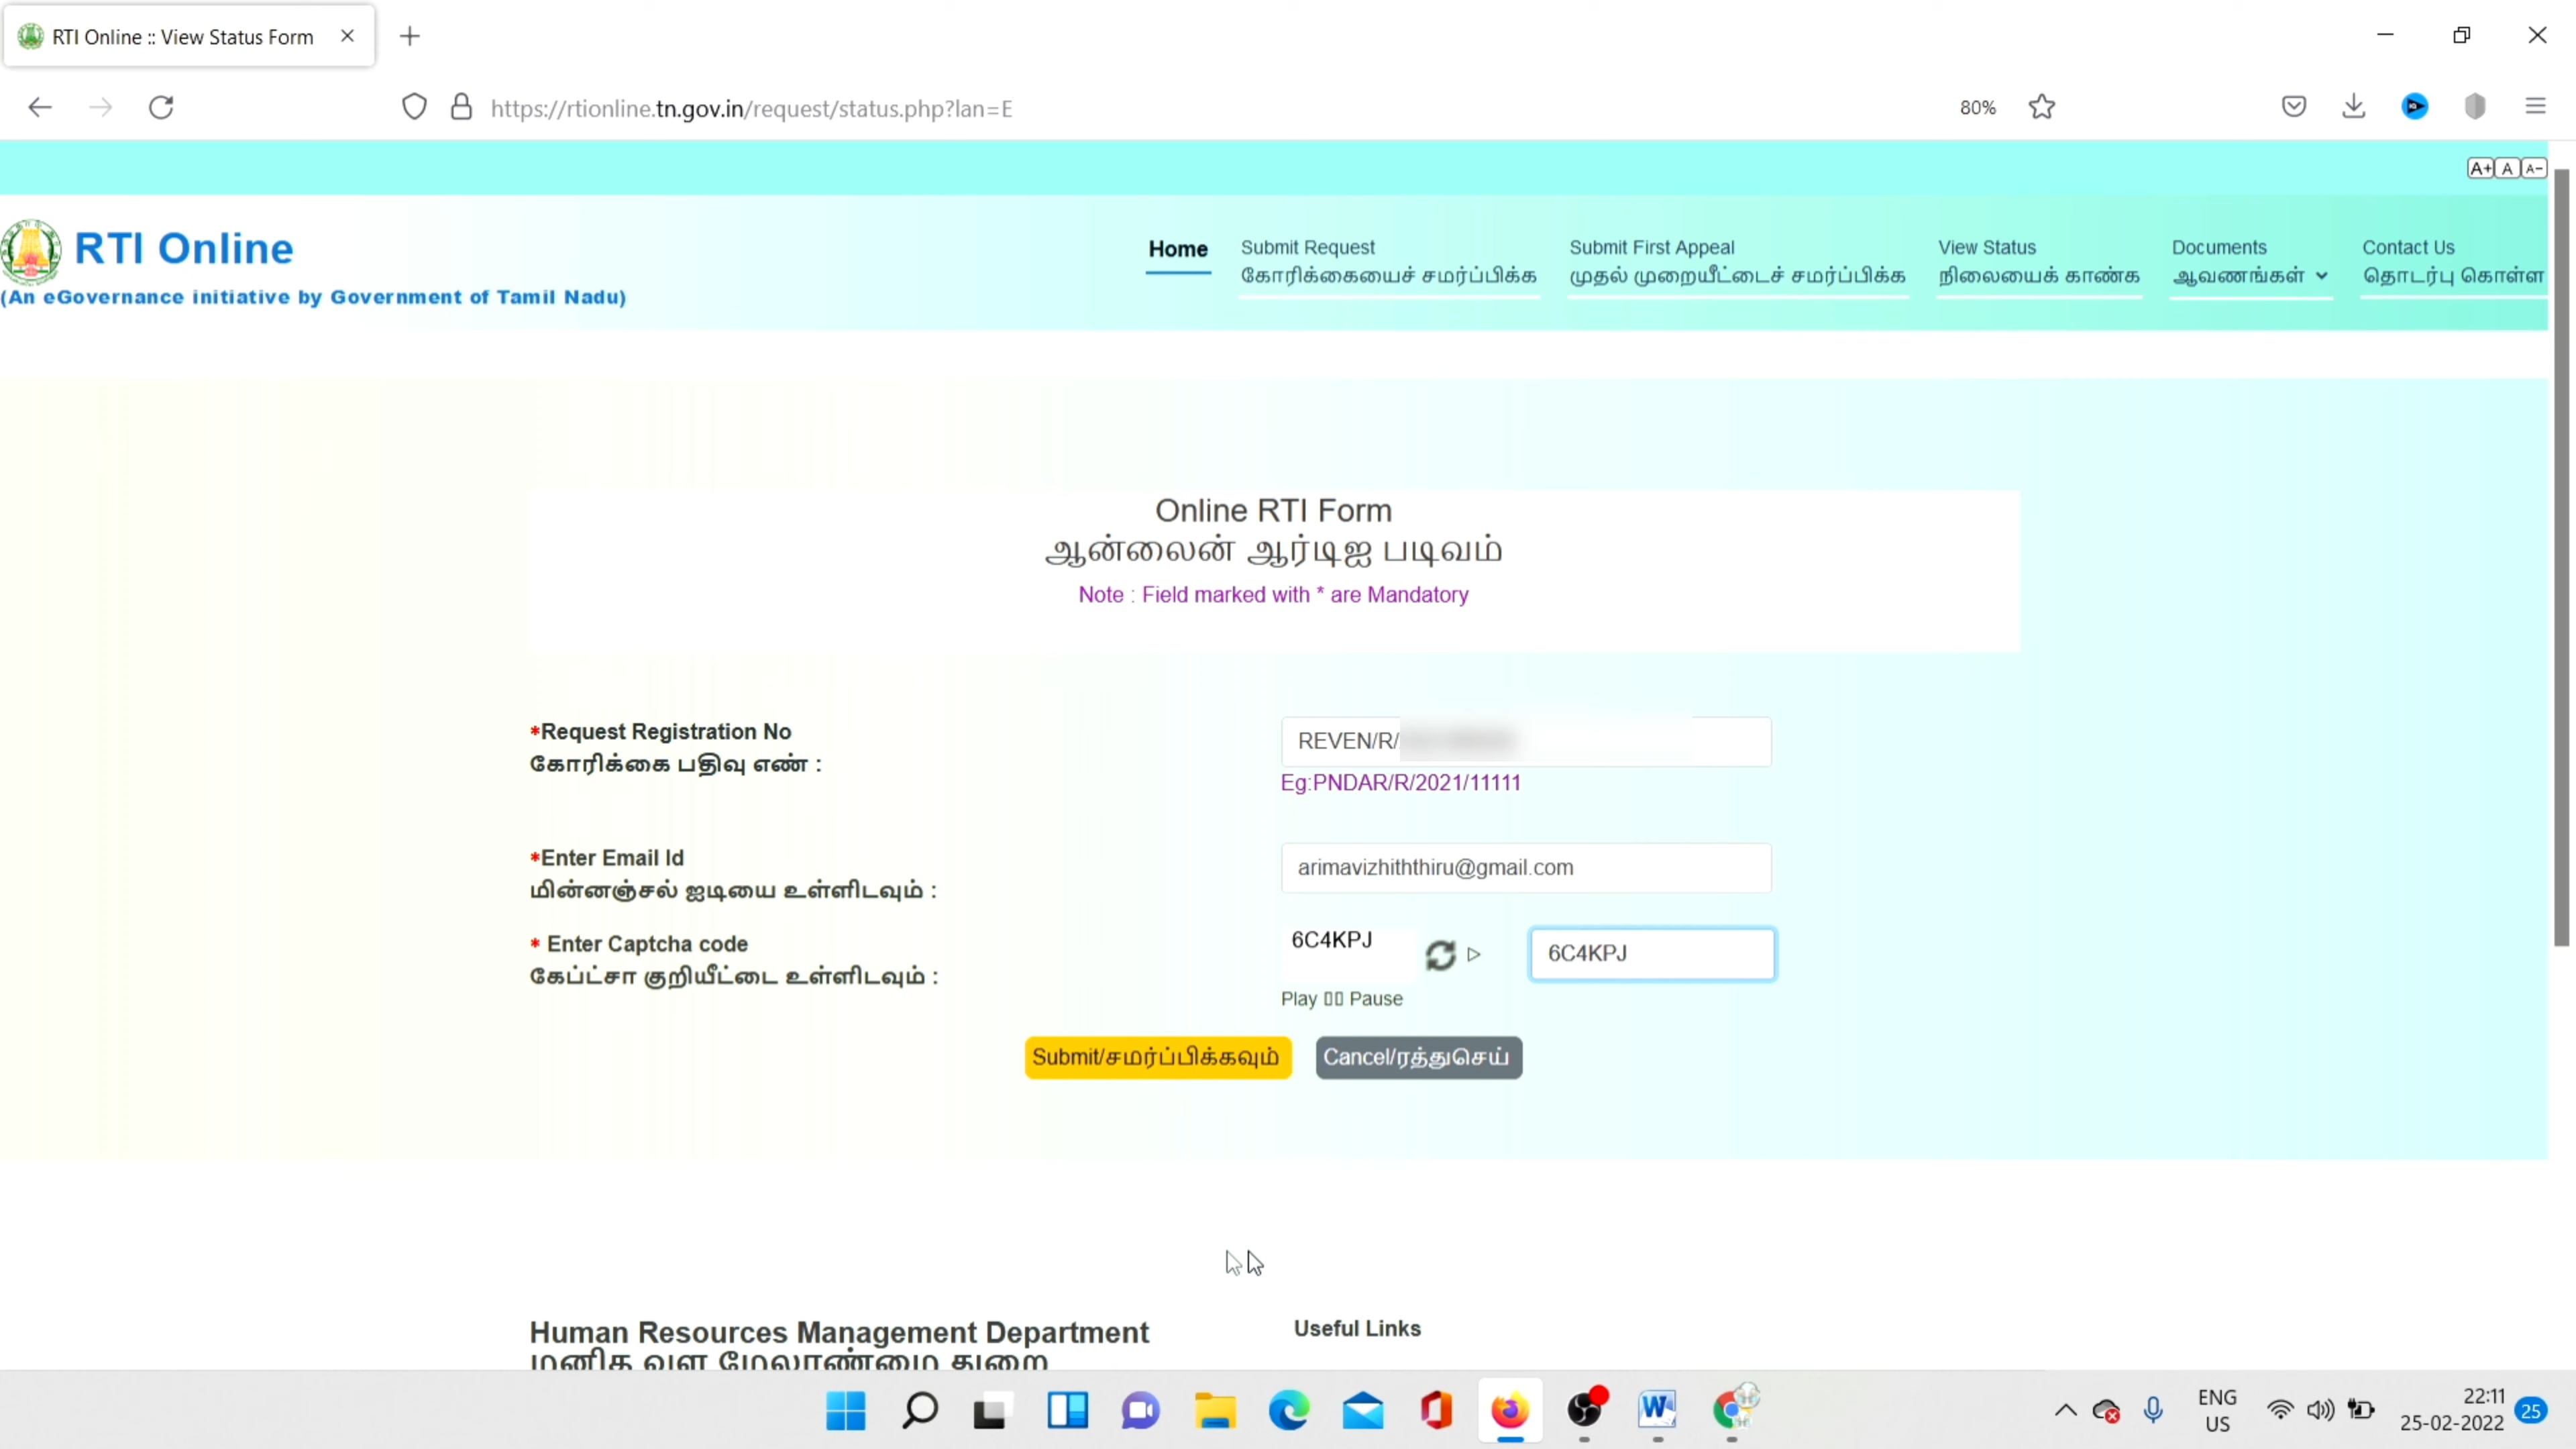 RTI Online :: View Status Form
https://rtionline.tn.gov.in/request/status.php?lan=E
80%
A+ A A-
RTI Online
(An eGovernance initiative by Government of Tamil Nadu)
Home
Submit Request
கோரிக்கையைச் சமர்ப்பிக்க
Submit First Appeal
முதல் முறையீட்டைச் சமர்ப்பிக்க
View Status
நிலையைக் காண்க
Documents
ஆவணங்கள்
Contact Us
தொடர்பு கொள்ள
Online RTI Form
ஆன்லைன் ஆர்டிஐ படிவம்
Note : Field marked with * are Mandatory
*Request Registration No
கோரிக்கை பதிவு எண் :
REVEN/R/
Eg:PNDAR/R/2021/11111
*Enter Email Id
மின்னஞ்சல் ஐடியை உள்ளிடவும் :
arimavizhiththiru@gmail.com
* Enter Captcha code
கேப்ட்சா குறியீட்டை உள்ளிடவும் :
6C4KPJ
6C4KPJ
Play Pause
Submit/சமர்ப்பிக்கவும்
Cancel/ரத்துசெய்
Human Resources Management Department
மனித வள மேலாண்மை துறை
Useful Links
ENG
US
22:11
25-02-2022
25